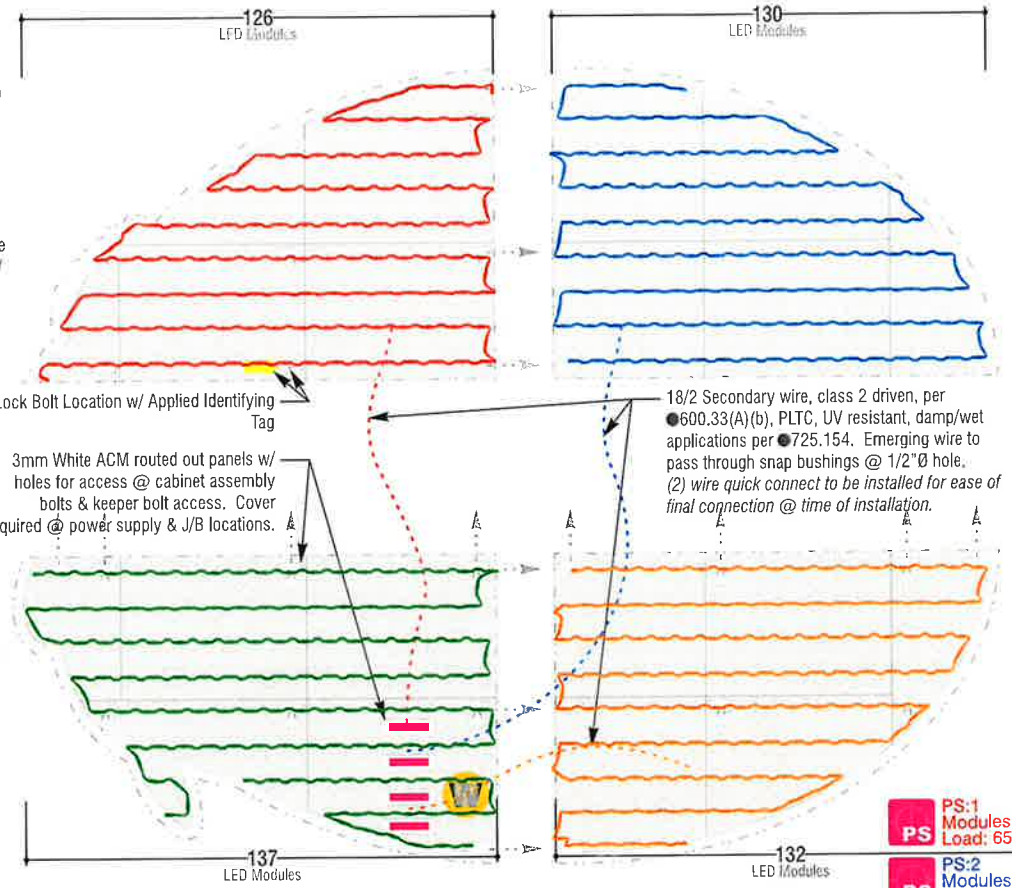 126
LED Modules
130
LED Modules
Lock Bolt Location w/ Applied Identifying
Tag
3mm White ACM routed out panels w/
holes for access @ cabinet assembly
bolts & keeper bolt access. Cover
quired @ power supply & J/B locations.
18/2 Secondary wire, class 2 driven, per
●600.33(A)(b), PLTC, UV resistant, damp/wet
applications per ●725.154. Emerging wire to
pass through snap bushings @ 1/2"Ø hole.
(2) wire quick connect to be installed for ease of
final connection @ time of installation.
W
137
LED Modules
132
LED Modules
PS
PS:1
Modules
Load: 65
PS:2
Modules